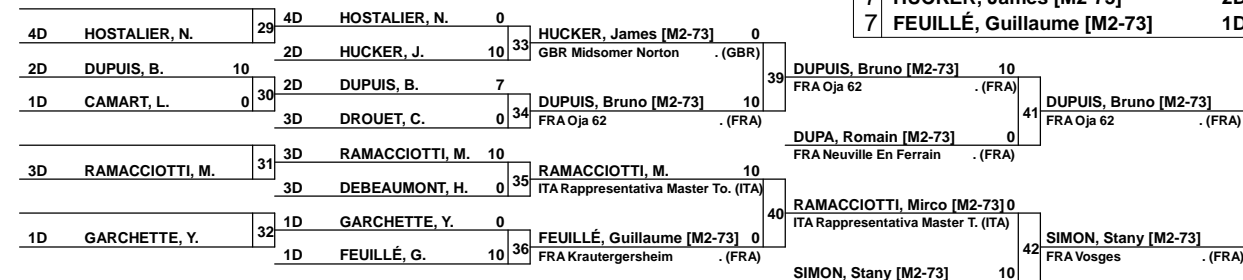 7 HUCKER, James [M2-73] 2D
7 FEUILLÉ, Guillaume [M2-73] 1D
4D HOSTALIER, N.
29
4D HOSTALIER, N. 0
2D HUCKER, J. 10
33
HUCKER, James [M2-73] 0
GBR Midsomer Norton . (GBR)
2D DUPUIS, B. 10
1D CAMART, L. 0
30
2D DUPUIS, B. 7
3D DROUET, C. 0
34
DUPUIS, Bruno [M2-73] 10
FRA Oja 62 . (FRA)
39
DUPUIS, Bruno [M2-73] 10
FRA Oja 62 . (FRA)
DUPA, Romain [M2-73] 0
FRA Neuville En Ferrain . (FRA)
41
DUPUIS, Bruno [M2-73]
FRA Oja 62 . (FRA)
3D RAMACCIOTTI, M.
31
3D RAMACCIOTTI, M. 10
3D DEBEAUMONT, H. 0
35
RAMACCIOTTI, M. 10
ITA Rappresentativa Master To. (ITA)
1D GARCHETTE, Y.
32
1D GARCHETTE, Y. 0
1D FEUILLÉ, G. 10
36
FEUILLÉ, Guillaume [M2-73] 0
FRA Krautergersheim . (FRA)
40
RAMACCIOTTI, Mirco [M2-73] 0
ITA Rappresentativa Master T. (ITA)
SIMON, Stany [M2-73] 10
42
SIMON, Stany [M2-73]
FRA Vosges . (FRA)